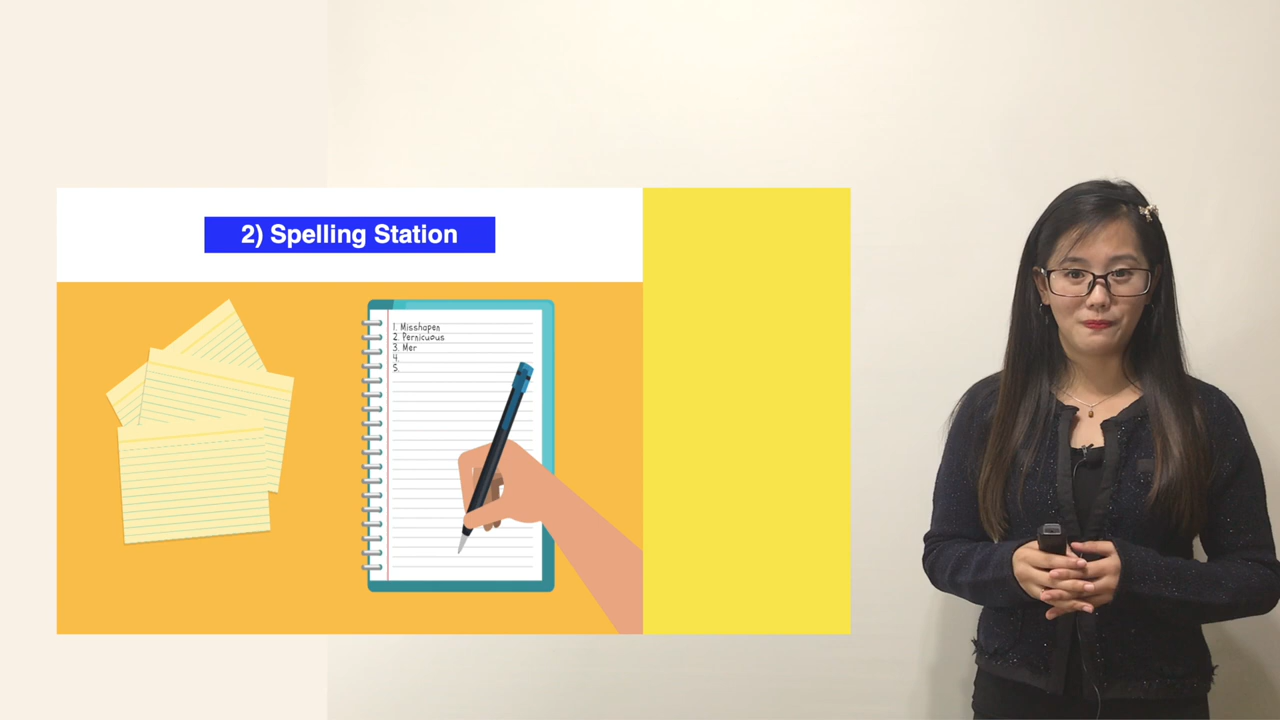 2) Spelling Station
1. Misshapen
2. Pernicuous
3. Mer
4.
5.